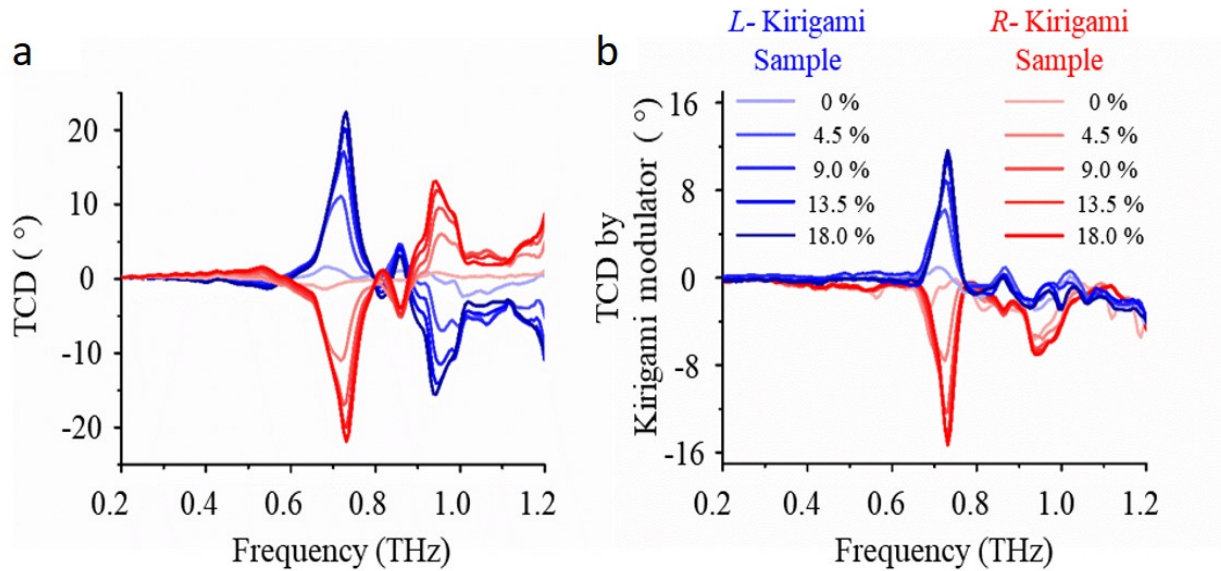 a
TCD ( °)
20
10
0
-10
-20
0.2 0.4 0.6 0.8 1.0 1.2
Frequency (THz)
b
L- Kirigami
Sample
R- Kirigami
Sample
0 % 0 %
4.5 % 4.5 %
9.0 % 9.0 %
13.5 % 13.5 %
18.0 % 18.0 %
TCD by
Kirigami modulator ( °)
16
8
0
-8
-16
0.2 0.4 0.6 0.8 1.0 1.2
Frequency (THz)